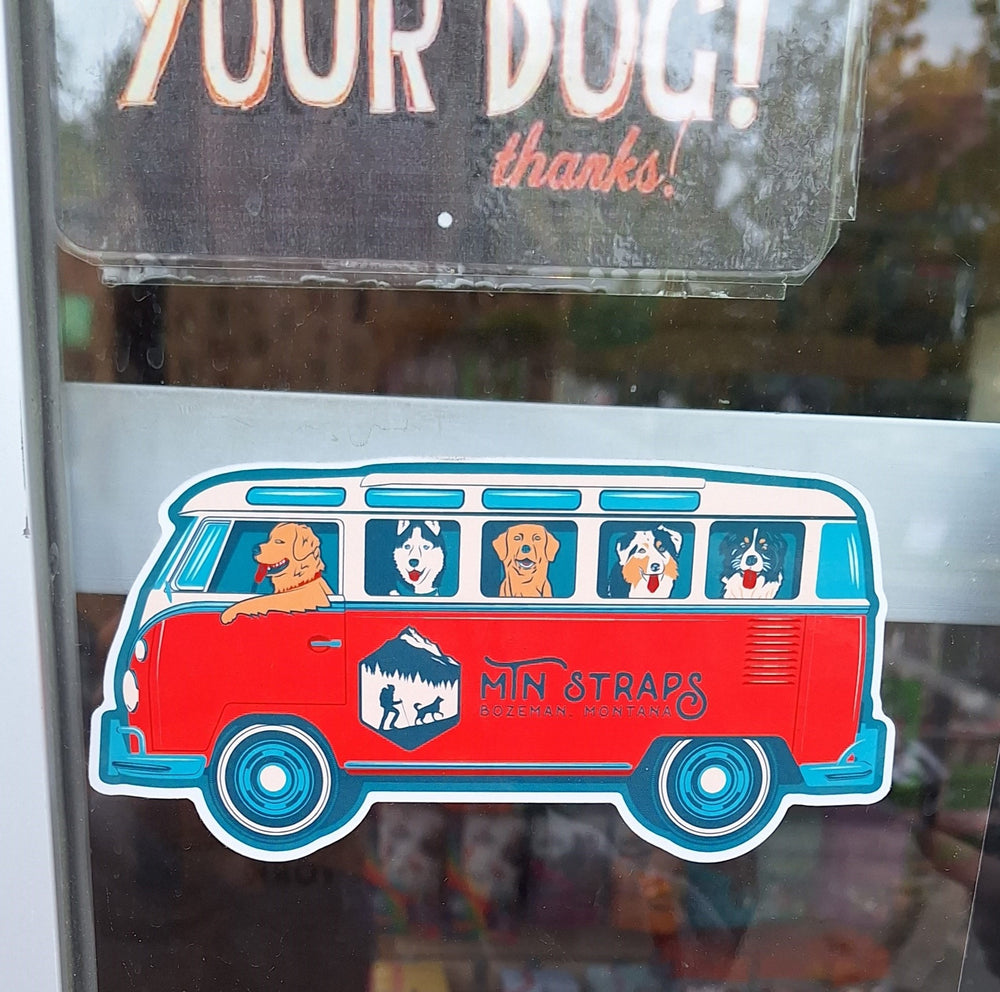 YOUR DOG!
thanks!
MTN STRAPS
BOZEMAN, MONTANA